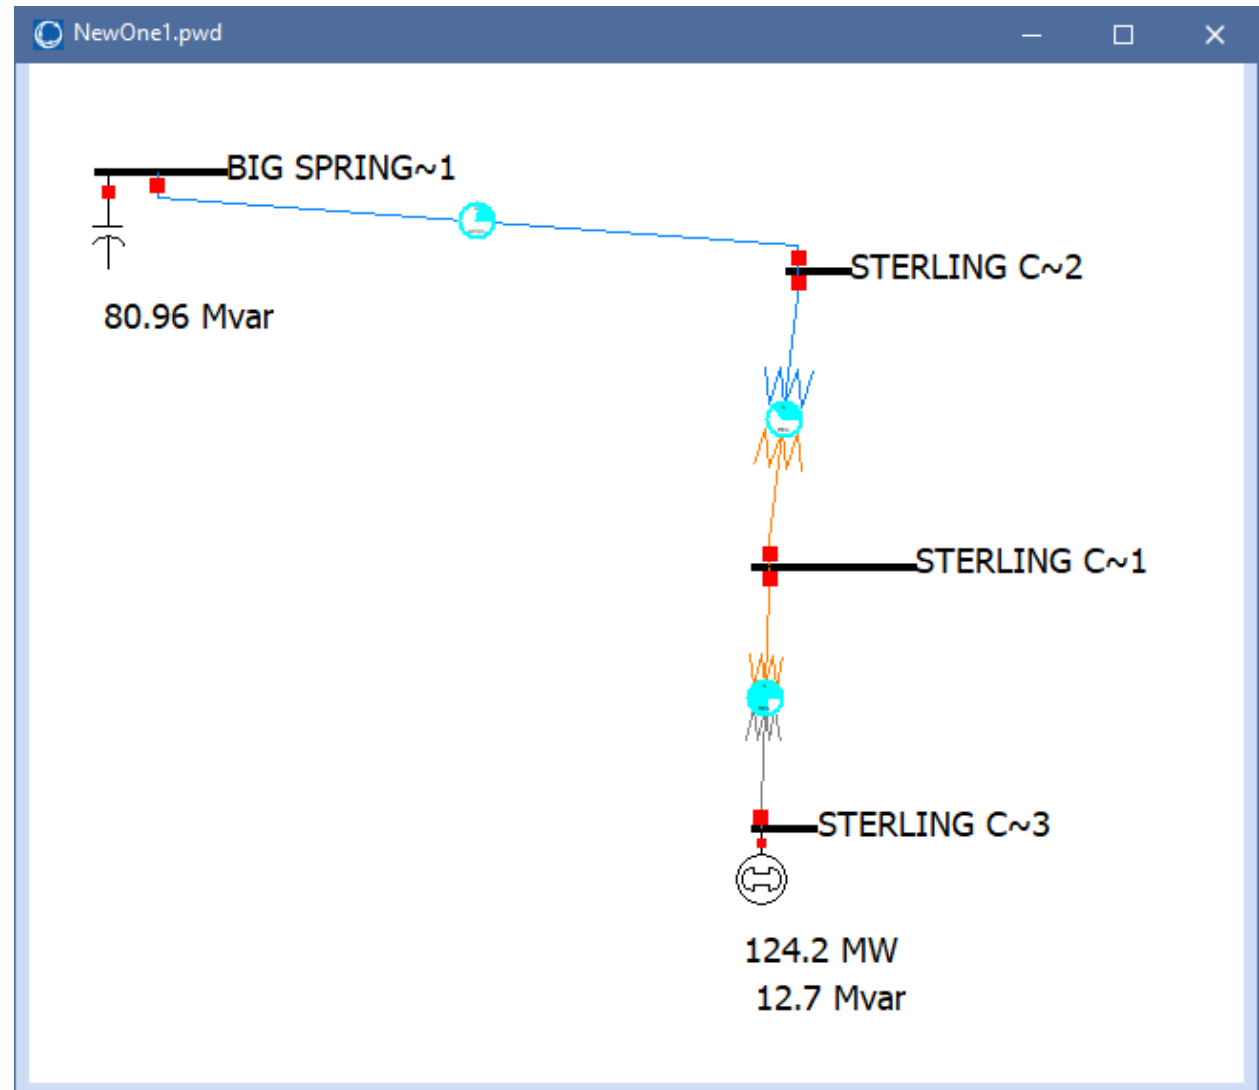 NewOne1.pwd
BIG SPRING~1
80.96 Mvar
STERLING C~2
STERLING C~1
STERLING C~3
124.2 MW
12.7 Mvar